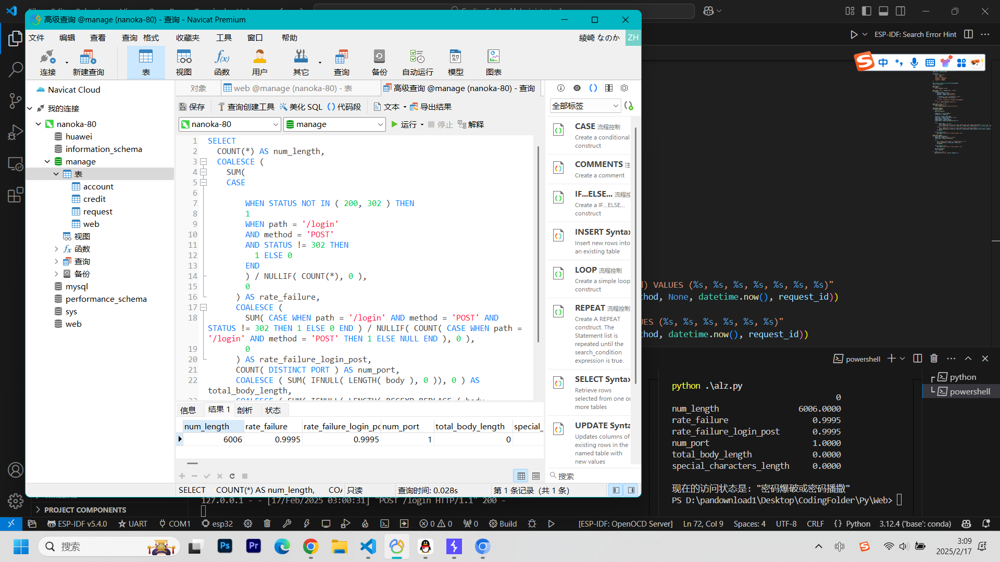 高级查询 @manage (nanoka-80) - 查询 - Navicat Premium
文件 编辑 查看 查询 格式 收藏夹 工具 窗口 帮助
綾崎 なのか ZH
连接 新建查询 表 视图 函数 用户 其它 查询 备份 自动运行 模型 图表
ESP-IDF: Search Error Hint
中
Navicat Cloud
我的连接
nanoka-80
huawei
information_schema
manage
表
account
credit
request
web
视图
函数
查询
备份
mysql
performance_schema
sys
web
对象
web @manage (nanoka-80) - 表
高级查询 @manage (nanoka-80) - 查询
保存 查询创建工具 美化 SQL 代码段 文本 导出结果
nanoka-80 manage 运行 停止 解释
1 SELECT
2 COUNT(*) AS num_length,
3 COALESCE (
4 SUM(
5 CASE
6
7 WHEN STATUS NOT IN ( 200, 302 ) THEN
8 1
9 WHEN path = '/login'
10 AND method = 'POST'
11 AND STATUS != 302 THEN
12 1 ELSE 0
13 END
14 ) / NULLIF( COUNT(*), 0 ),
15 0
16 ) AS rate_failure,
17 COALESCE (
18 SUM( CASE WHEN path = '/login' AND method = 'POST' AND
STATUS != 302 THEN 1 ELSE 0 END ) / NULLIF( COUNT( CASE WHEN path =
'/login' AND method = 'POST' THEN 1 ELSE NULL END ), 0 ),
19 0
20 ) AS rate_failure_login_post,
21 COUNT( DISTINCT PORT ) AS num_port,
22 COALESCE ( SUM( IFNULL( LENGTH( body ), 0 )), 0 ) AS
total_body_length,
信息 结果 1 剖析 状态
num_length rate_failure rate_failure_login_po num_port total_body_length special_
6006 0.9995 0.9995 1 0
SELECT COUNT(*) AS num_length, 只读 查询时间: 0.028s 第 1 条记录 (共 1 条)
全部标签
CASE 流程控制
Create a conditional
construct
COMMENTS 注
Create a comment
IF...ELSE... 流程控
Create a IF...ELSE...
construct
INSERT Syntax
Insert new rows into
an existing table
LOOP 流程控制
Create a simple loop
construct
REPEAT 流程控制
Create A REPEAT
construct. The
Statement list is
repeated until the
search_condition
expression is true.
SELECT Syntax
Retrieve rows
selected from one or
more tables
UPDATE Synta
Updates columns of
existing rows in the
named table with
new values
搜索
) VALUES (%s, %s, %s, %s, %s, %s, %s)"
hod, None, datetime.now(), request_id))
UES (%s, %s, %s, %s, %s, %s)"
hod, datetime.now(), request_id))
powershell
python
powershell
python .\alz.py
0
num_length 6006.0000
rate_failure 0.9995
rate_failure_login_post 0.9995
num_port 1.0000
total_body_length 0.0000
special_characters_length 0.0000
现在的访问状态是: "密码爆破或密码播撒"
PS D:\pandownload1\Desktop\CodingFolder\Py\Web>
127.0.0.1 - - [17/Feb/2025 03:00:31] "POST /login HTTP/1.1" 200 -
PROJECT COMPONENTS
ESP-IDF v5.4.0 UART COM1 esp32 0 0 0 Build [ESP-IDF: OpenOCD Server] Ln 72, Col 9 Spaces: 4 UTF-8 CRLF Python 3.12.4 ('base': conda)
搜索 Ps Pr 中
3:09
2025/2/17